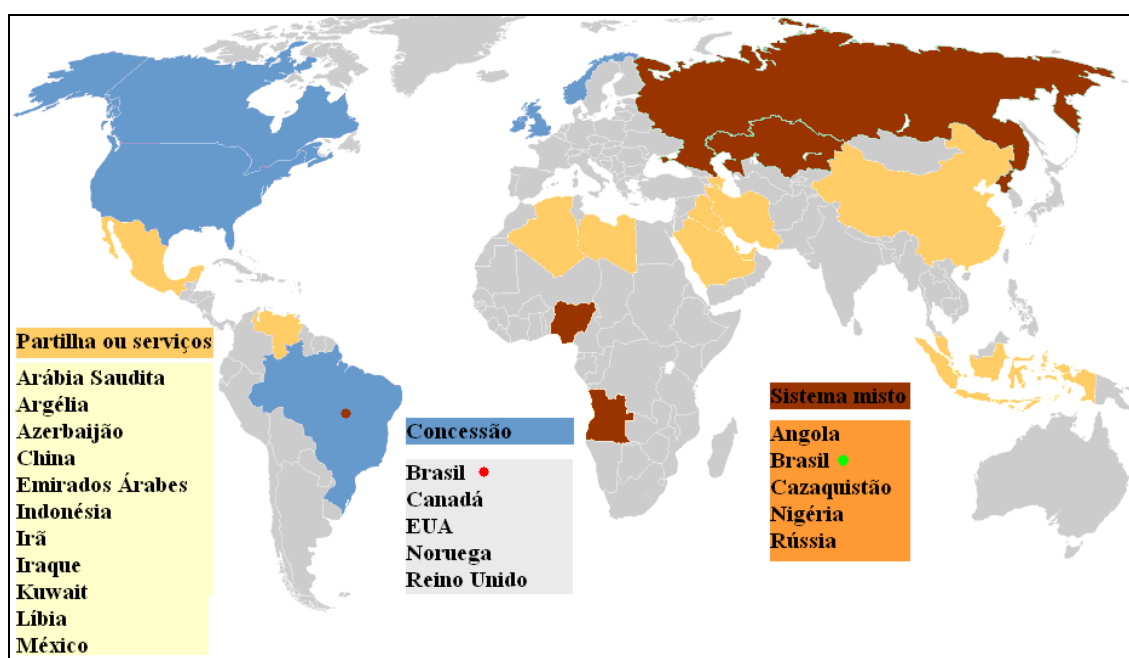 Partilha ou serviços
Arábia Saudita
Argélia
Azerbaijão
China
Emirados Árabes
Indonésia
Irã
Iraque
Kuwait
Líbia
México
Concessão
Brasil
Canadá
EUA
Noruega
Reino Unido
Sistema misto
Angola
Brasil
Cazaquistão
Nigéria
Rússia